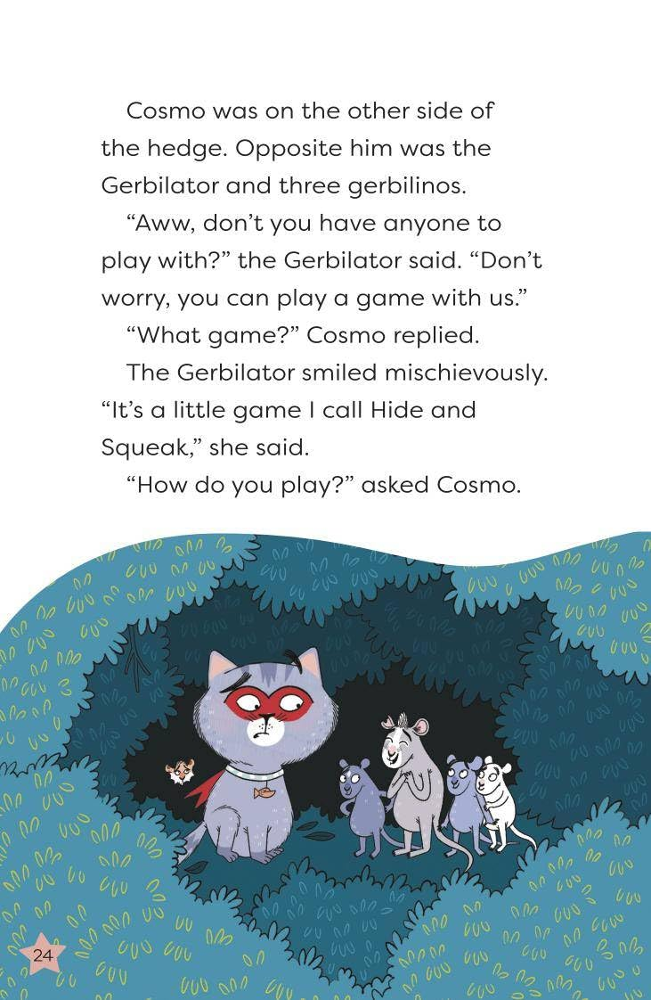 Cosmo was on the other side of
the hedge. Opposite him was the
Gerbilator and three gerbilinos.
“Aww, don’t you have anyone to
play with?” the Gerbilator said. “Don’t
worry, you can play a game with us.”
“What game?” Cosmo replied.
The Gerbilator smiled mischievously.
“It’s a little game I call Hide and
Squeak,” she said.
“How do you play?” asked Cosmo.
24